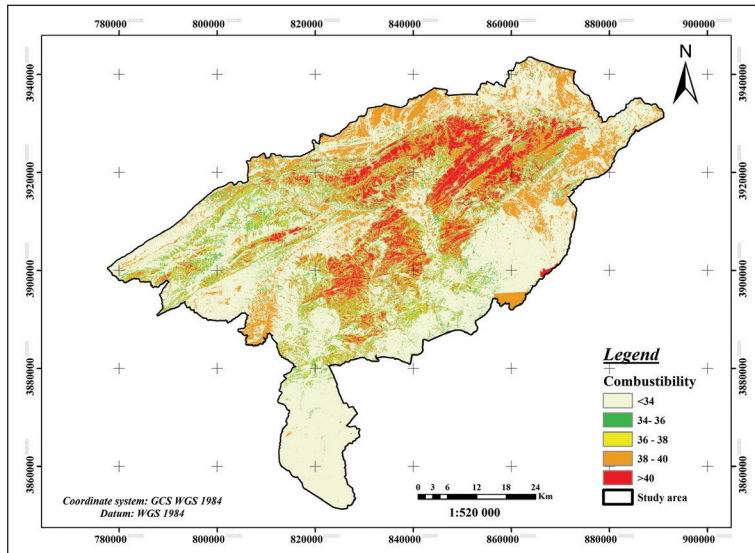 780000 800000 820000 840000 860000 880000 900000
N
3940000 3940000
3920000 3920000
3900000 3900000
3880000 3880000
3860000 3860000
Legend
Combustibility
<34
34- 36
36 - 38
38 - 40
>40
Study area
Coordinate system: GCS WGS 1984
Datum: WGS 1984
0 3 6 12 18 24
Km
1:520 000
780000 800000 820000 840000 860000 880000 900000